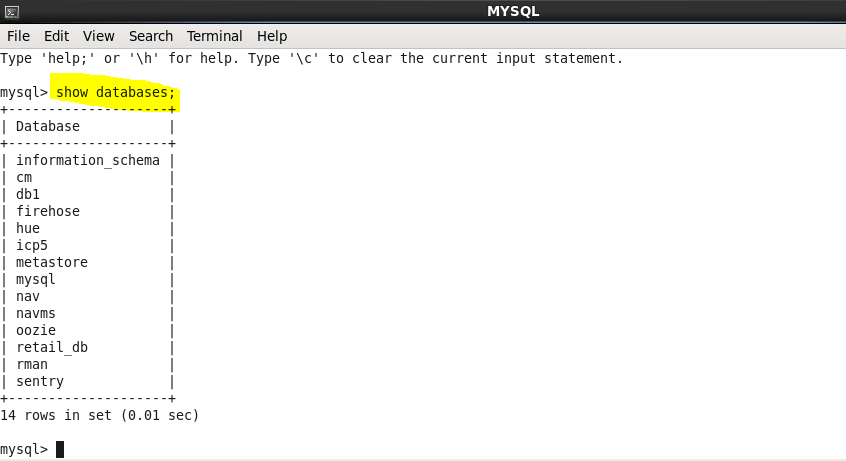 MYSQL
File Edit View Search Terminal Help
Type 'help;' or '\h' for help. Type '\c' to clear the current input statement.
mysql> show databases;
+--------------------+
| Database           |
+--------------------+
| information_schema |
| cm                 |
| db1                |
| firehose           |
| hue                |
| icp5               |
| metastore          |
| mysql              |
| nav                |
| navms              |
| oozie              |
| retail_db          |
| rman               |
| sentry             |
+--------------------+
14 rows in set (0.01 sec)
mysql>